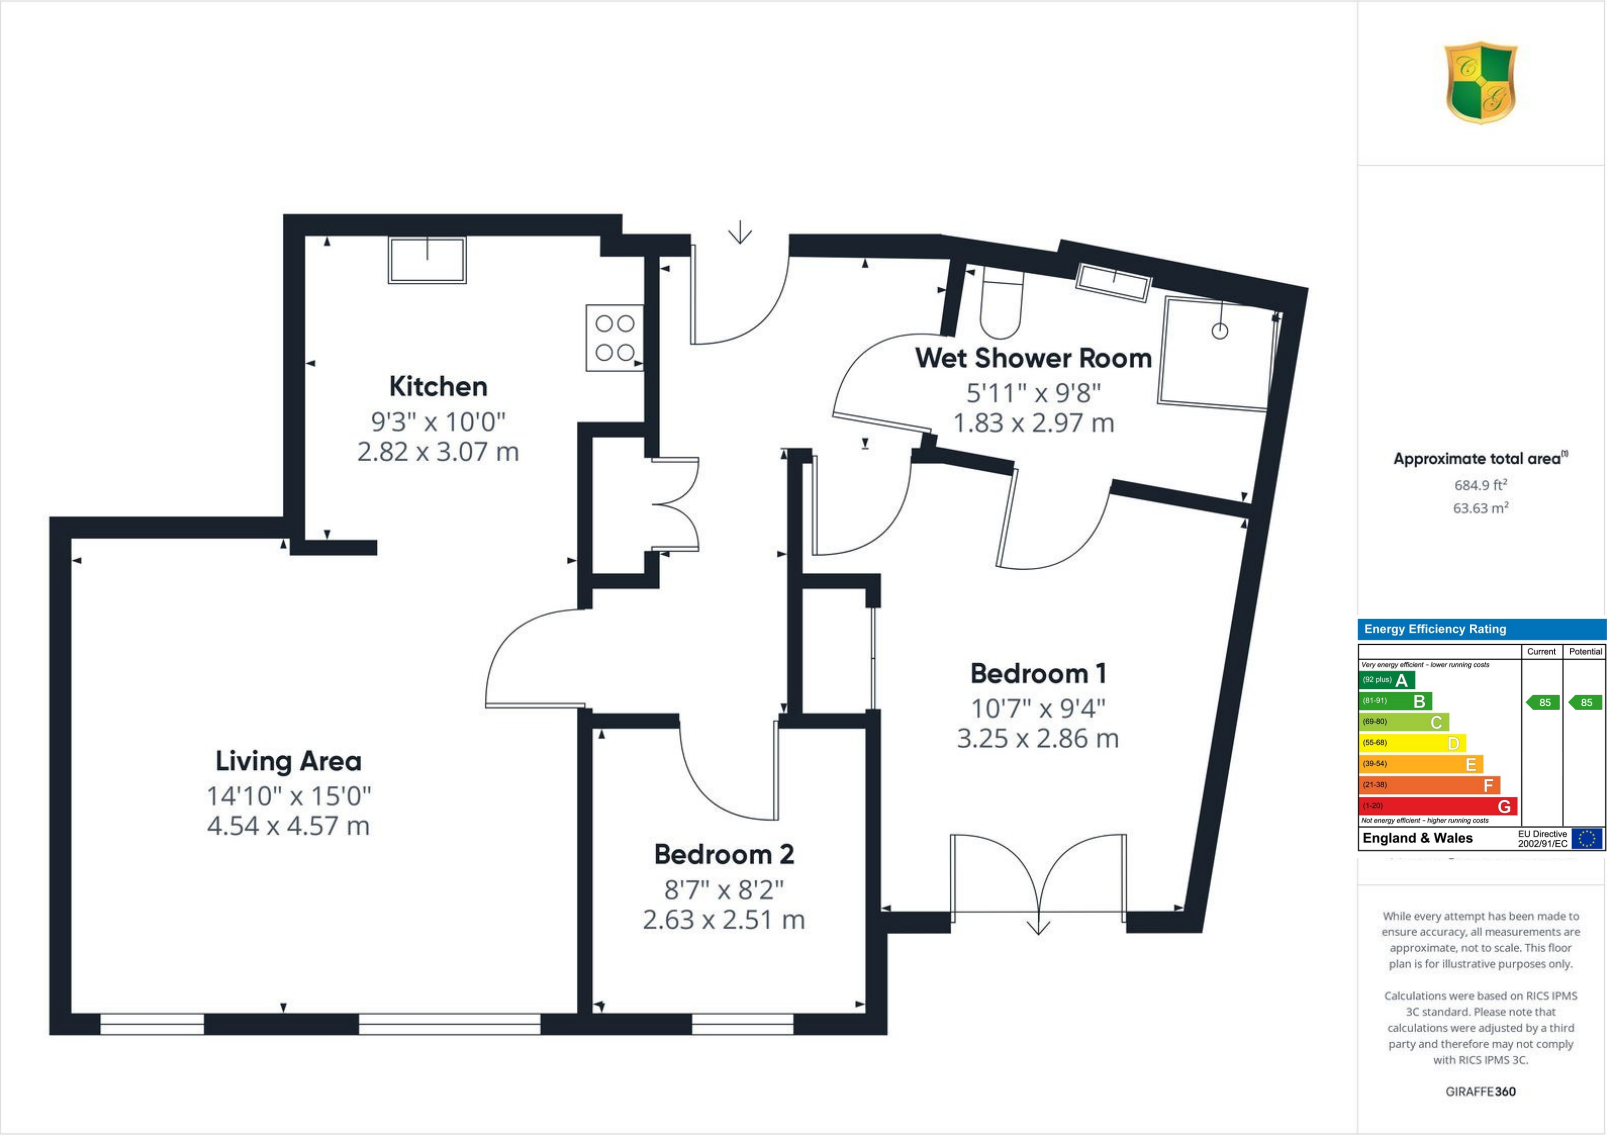 Kitchen
9'3" x 10'0"
2.82 x 3.07 m
Wet Shower Room
5'11" x 9'8"
1.83 x 2.97 m
Living Area
14'10" x 15'0"
4.54 x 4.57 m
Bedroom 1
10'7" x 9'4"
3.25 x 2.86 m
Bedroom 2
8'7" x 8'2"
2.63 x 2.51 m
C
G
Approximate total area(1)
684.9 ft²
63.63 m²
Energy Efficiency Rating
Current Potential
Very energy efficient – lower running costs
(92 plus) A
(81-91) B 85 85
(69-80) C
(55-68) D
(39-54) E
(21-38) F
(1-20) G
Not energy efficient – higher running costs
England & Wales EU Directive 2002/91/EC
While every attempt has been made to
ensure accuracy, all measurements are
approximate, not to scale. This floor
plan is for illustrative purposes only.
Calculations were based on RICS IPMS
3C standard. Please note that
calculations were adjusted by a third
party and therefore may not comply
with RICS IPMS 3C.
GIRAFFE360